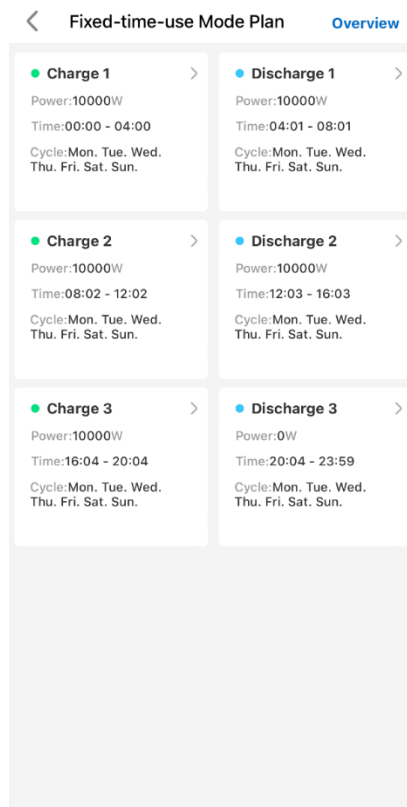 Fixed-time-use Mode Plan
Overview
Charge 1
Power:10000W
Time:00:00 - 04:00
Cycle:Mon. Tue. Wed.
Thu. Fri. Sat. Sun.
Discharge 1
Power:10000W
Time:04:01 - 08:01
Cycle:Mon. Tue. Wed.
Thu. Fri. Sat. Sun.
Charge 2
Power:10000W
Time:08:02 - 12:02
Cycle:Mon. Tue. Wed.
Thu. Fri. Sat. Sun.
Discharge 2
Power:10000W
Time:12:03 - 16:03
Cycle:Mon. Tue. Wed.
Thu. Fri. Sat. Sun.
Charge 3
Power:10000W
Time:16:04 - 20:04
Cycle:Mon. Tue. Wed.
Thu. Fri. Sat. Sun.
Discharge 3
Power:0W
Time:20:04 - 23:59
Cycle:Mon. Tue. Wed.
Thu. Fri. Sat. Sun.